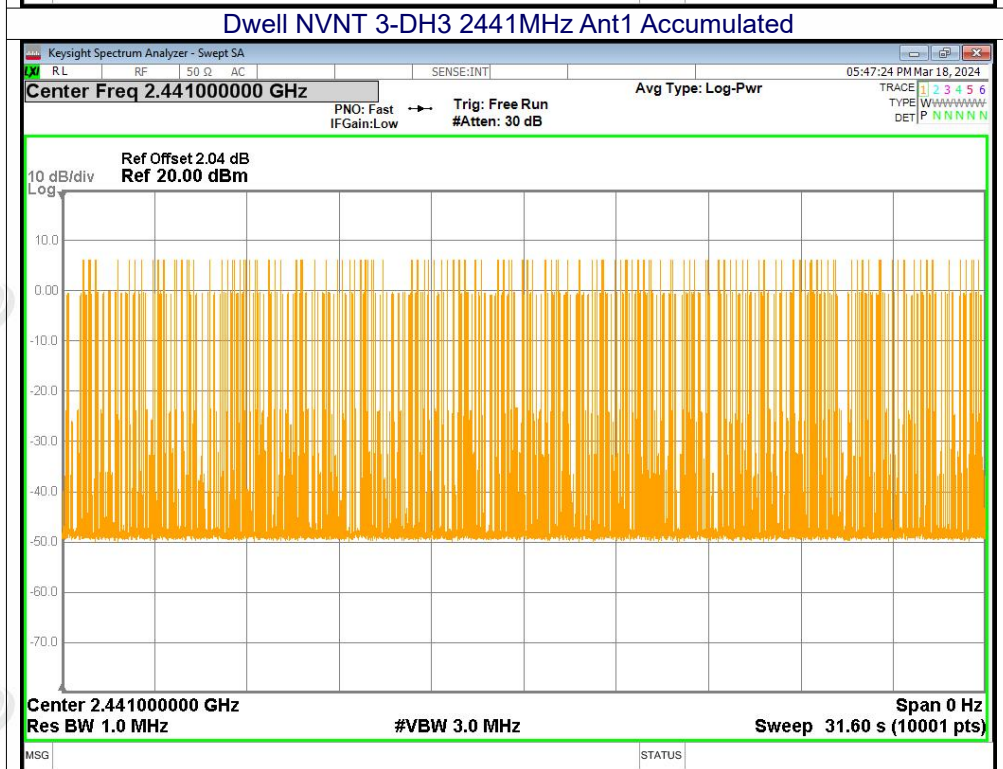 Dwell NVNT 3-DH3 2441MHz Ant1 Accumulated
Keysight Spectrum Analyzer - Swept SA
LXI RL RF 50 Ω AC SENSE:INT 05:47:24 PM Mar 18, 2024
Center Freq 2.441000000 GHz Avg Type: Log-Pwr TRACE 1 2 3 4 5 6
PNO: Fast Trig: Free Run TYPE WWWWWWW
IFGain:Low #Atten: 30 dB DET P N N N N N
Ref Offset 2.04 dB
10 dB/div Ref 20.00 dBm
Log
10.0
0.00
-10.0
-20.0
-30.0
-40.0
-50.0
-60.0
-70.0
Center 2.441000000 GHz Span 0 Hz
Res BW 1.0 MHz #VBW 3.0 MHz Sweep 31.60 s (10001 pts)
MSG STATUS